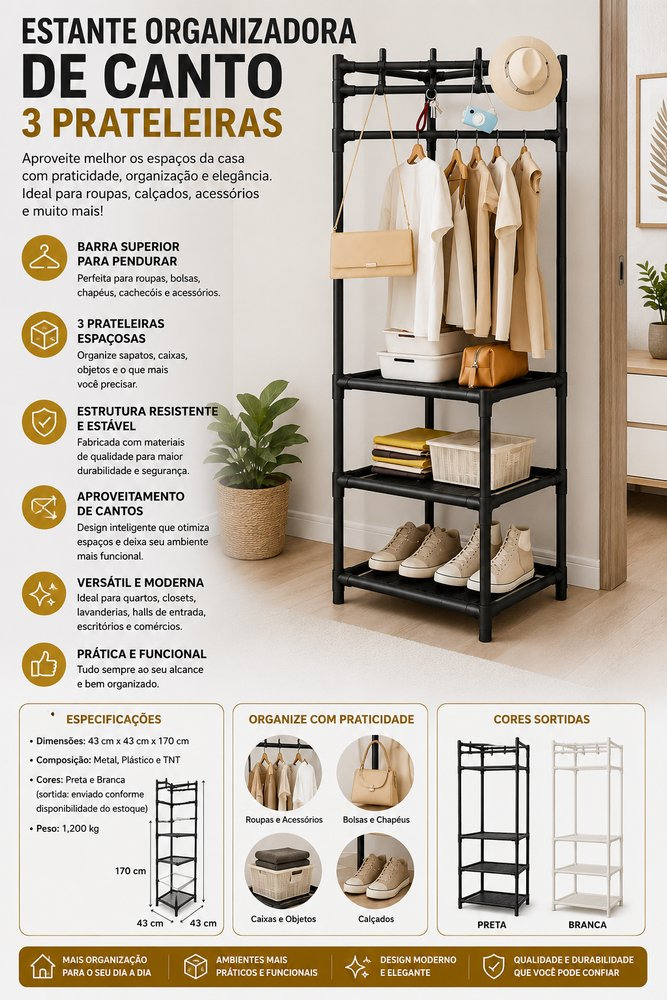 ESTANTE ORGANIZADORA
DE CANTO
3 PRATELEIRAS
Aproveite melhor os espaços da casa
com praticidade, organização e elegância.
Ideal para roupas, calçados, acessórios
e muito mais!
BARRA SUPERIOR
PARA PENDURAR
Perfeita para roupas, bolsas,
chapéus, cachecóis e acessórios.
3 PRATELEIRAS
ESPAÇOSAS
Organize sapatos, caixas,
objetos e o que mais
você precisar.
ESTRUTURA RESISTENTE
E ESTÁVEL
Fabricada com materiais
de qualidade para maior
durabilidade e segurança.
APROVEITAMENTO
DE CANTOS
Design inteligente que otimiza
espaços e deixa seu ambiente
mais funcional.
VERSÁTIL E MODERNA
Ideal para quartos, closets,
lavanderias, halls de entrada,
escritórios e comércios.
PRÁTICA E FUNCIONAL
Tudo sempre ao seu alcance
e bem organizado.
ESPECIFICAÇÕES
• Dimensões: 43 cm x 43 cm x 170 cm
• Composição: Metal, Plástico e TNT
• Cores: Preta e Branca
(sortida: enviado conforme
disponibilidade do estoque)
• Peso: 1,200 kg
170 cm
43 cm
43 cm
ORGANIZE COM PRATICIDADE
Roupas e Acessórios
Bolsas e Chapéus
Caixas e Objetos
Calçados
CORES SORTIDAS
PRETA
BRANCA
MAIS ORGANIZAÇÃO
PARA O SEU DIA A DIA
AMBIENTES MAIS
PRÁTICOS E FUNCIONAIS
DESIGN MODERNO
E ELEGANTE
QUALIDADE E DURABILIDADE
QUE VOCÊ PODE CONFIAR